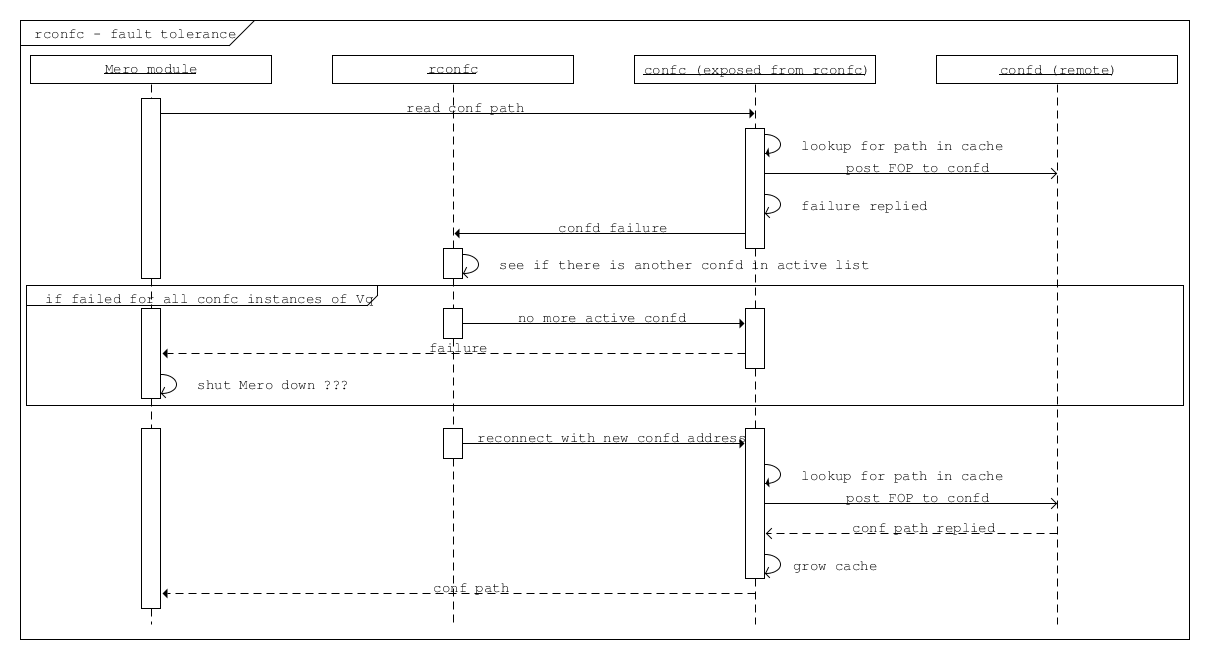 rconfc - fault tolerance
Mero module
rconfc
confc (exposed from rconfc)
confd (remote)
read conf path
lookup for path in cache
post FOP to confd
failure replied
confd failure
see if there is another confd in active list
if failed for all confc instances of Vq
no more active confd
failure
shut Mero down ???
reconnect with new confd address
lookup for path in cache
post FOP to confd
conf path replied
grow cache
conf path